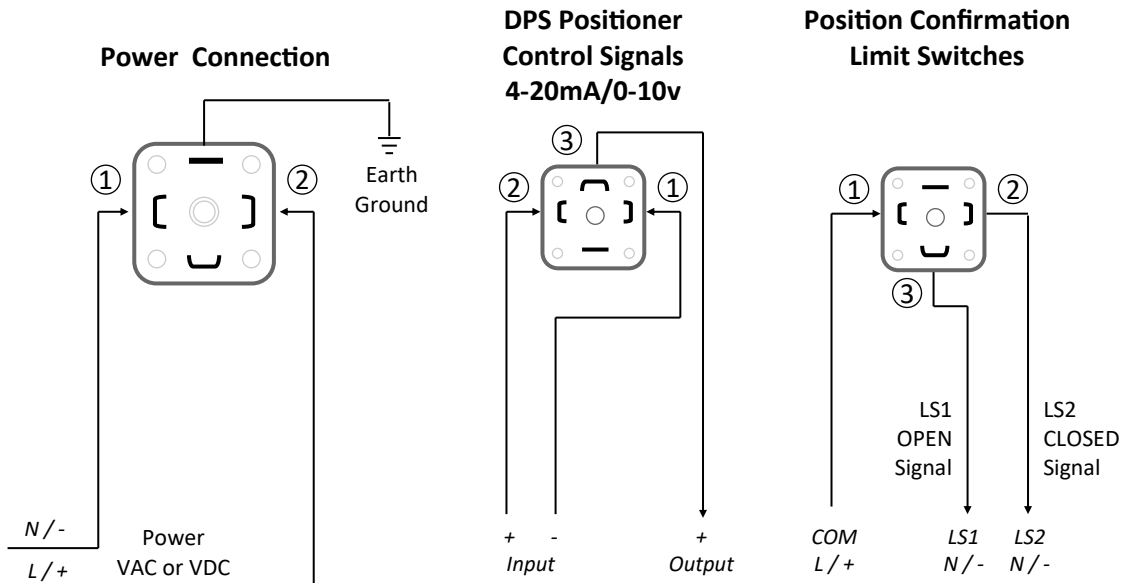 Power Connection
① ②
Earth
Ground
N / -
L / +
Power
VAC or VDC
DPS Positioner
Control Signals
4-20mA/0-10v
③
② ①
+ - +
Input Output
Position Confirmation
Limit Switches
① ②
③
LS1
OPEN
Signal
LS2
CLOSED
Signal
COM LS1 LS2
L / + N / - N / -